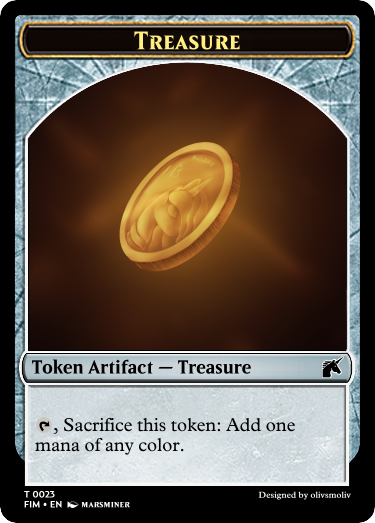 Treasure
Token Artifact — Treasure
, Sacrifice this token: Add one
mana of any color.
T 0023
FIM • EN MARSMINER
Designed by olivsmoliv